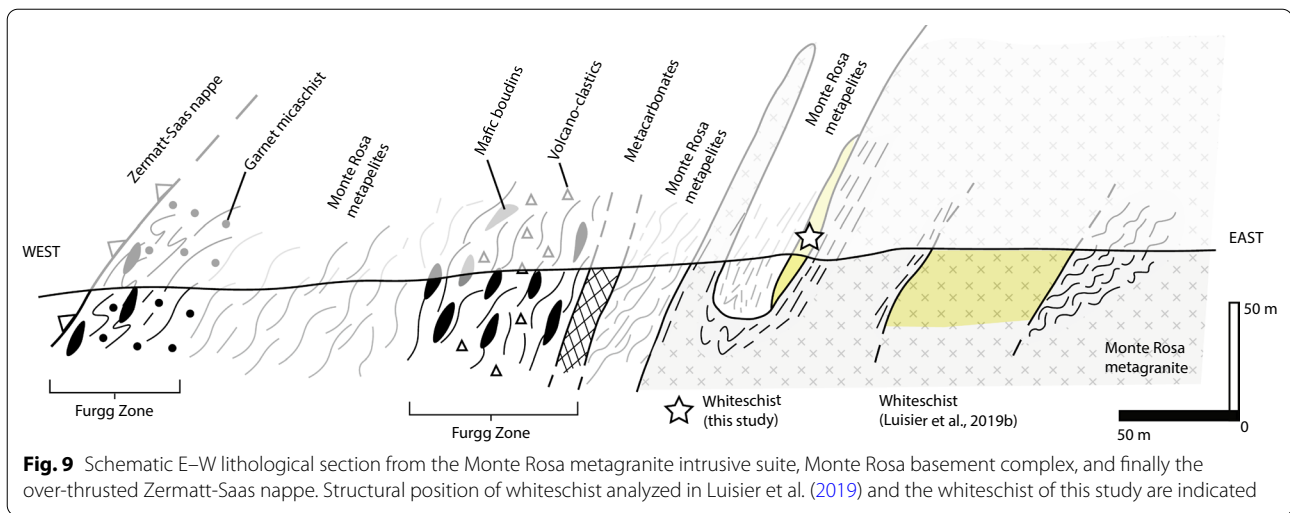 Zermatt-Saas nappe
Garnet micaschist
Monte Rosa
metapelites
Mafic boudins
Volcano-clastics
Metacarbonates
Monte Rosa
metapelites
Monte Rosa
metapelites
WEST
EAST
50 m
Monte Rosa
metagranite
Furgg Zone
Furgg Zone
Whiteschist
(this study)
Whiteschist
(Luisier et al., 2019b)
50 m
0
Fig. 9 Schematic E–W lithological section from the Monte Rosa metagranite intrusive suite, Monte Rosa basement complex, and finally the
over-thrusted Zermatt-Saas nappe. Structural position of whiteschist analyzed in Luisier et al. (2019) and the whiteschist of this study are indicated